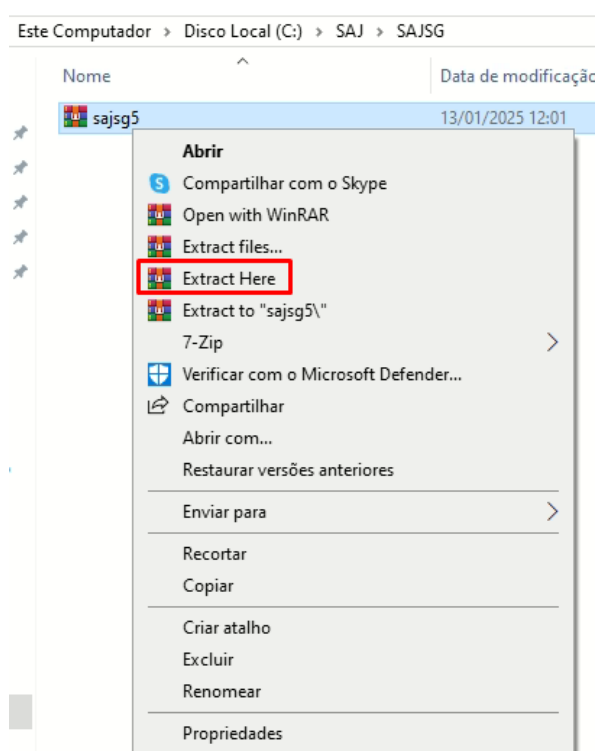 Este Computador > Disco Local (C:) > SAJ > SAJSG
Nome Data de modificação
sajsg5 13/01/2025 12:01
Abrir
Compartilhar com o Skype
Open with WinRAR
Extract files...
Extract Here
Extract to "sajsg5\"
7-Zip
Verificar com o Microsoft Defender...
Compartilhar
Abrir com...
Restaurar versões anteriores
Enviar para
Recortar
Copiar
Criar atalho
Excluir
Renomear
Propriedades